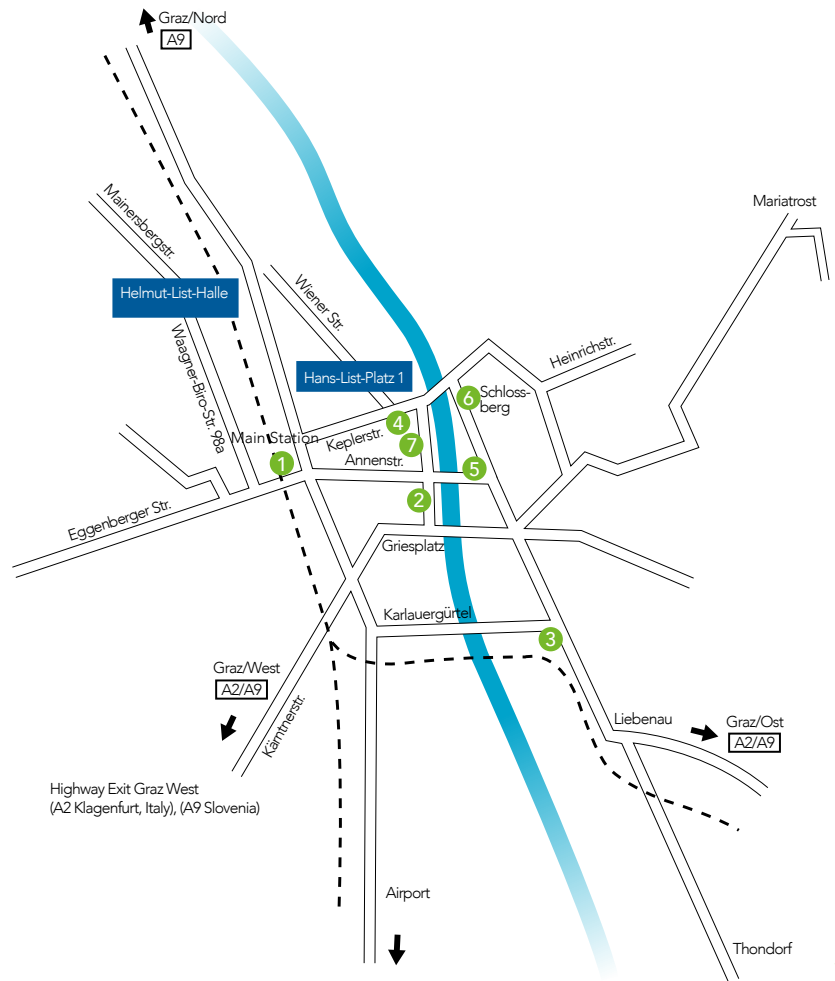 Graz/Nord
A9
Mariatrost
Mainersbergstr.
Helmut-List-Halle
Wiener Str.
Heinrichstr.
Waagner-Biro-Str. 98a
Hans-List-Platz 1
6
Schloss-
berg
4
Main Station
Keplerstr.
7
1
Annenstr.
5
2
Eggenberger Str.
Griesplatz
Karlauergürtel
3
Graz/West
A2/A9
Kärntnerstr.
Liebenau
Graz/Ost
A2/A9
Highway Exit Graz West
(A2 Klagenfurt, Italy), (A9 Slovenia)
Airport
Thondorf